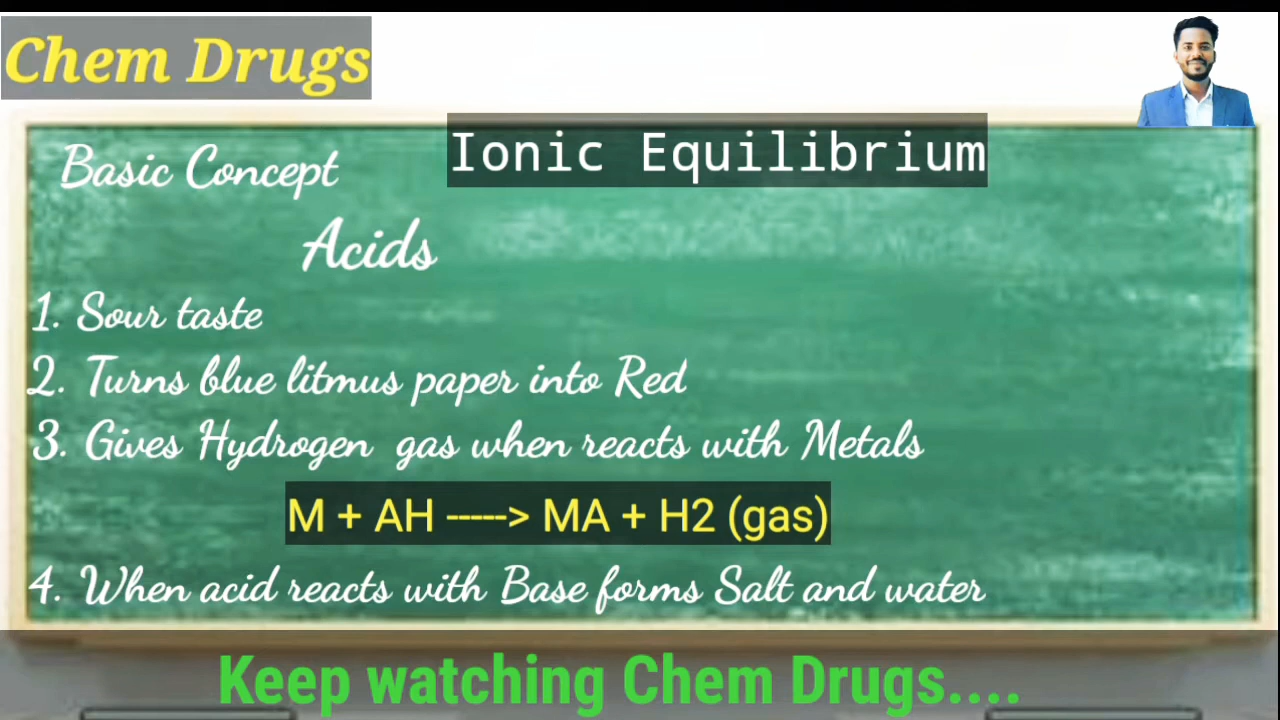 Chem Drugs
Ionic Equilibrium
Basic Concept
Acids
1. Sour taste
2. Turns blue litmus paper into Red
3. Gives Hydrogen gas when reacts with Metals
M + AH -----> MA + H2 (gas)
4. When acid reacts with Base forms Salt and water
Keep watching Chem Drugs....